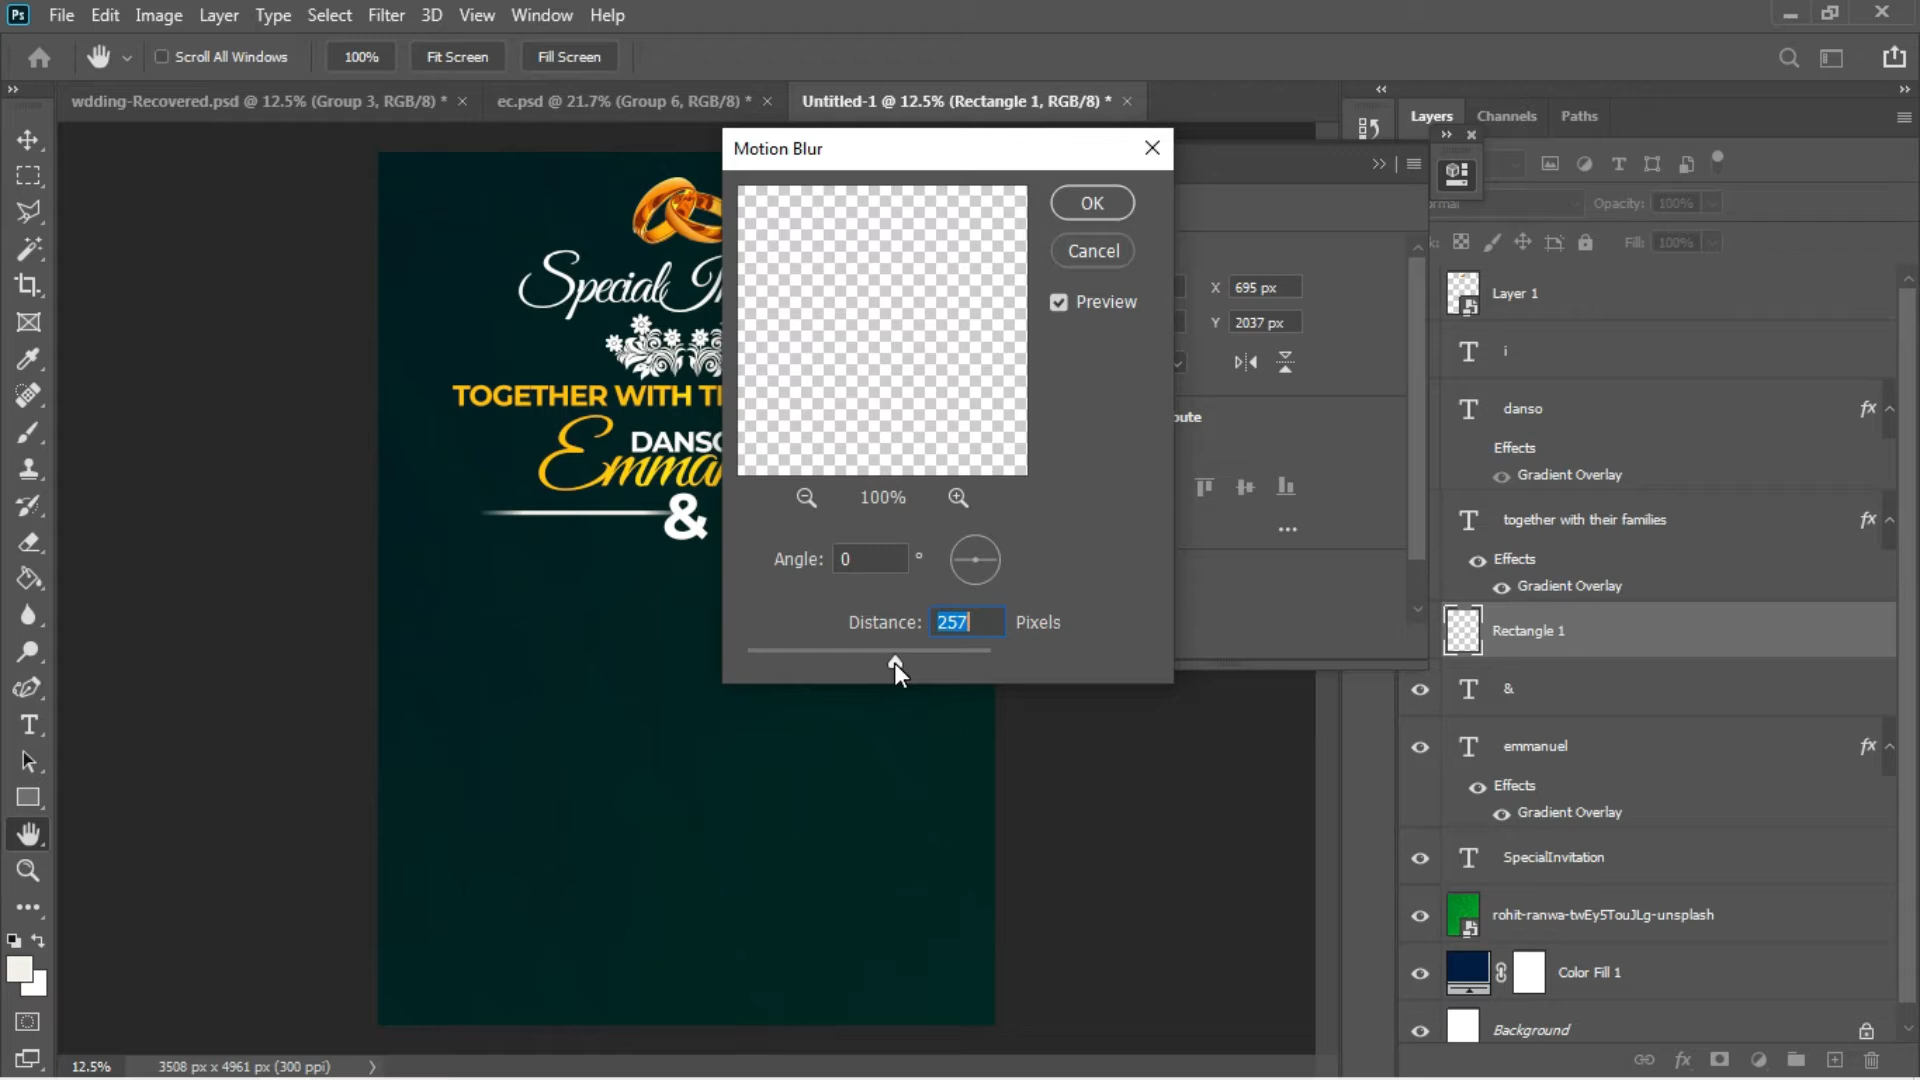 Ps File Edit Image Layer Type Select Filter 3D View Window Help
Scroll All Windows 100% Fit Screen Fill Screen
wdding-Recovered.psd @ 12.5% (Group 3, RGB/8) * ec.psd @ 21.7% (Group 6, RGB/8) * Untitled-1 @ 12.5% (Rectangle 1, RGB/8) *
Layers Channels Paths
Motion Blur
OK
Cancel
Preview
100%
Angle: 0 °
Distance: 257 Pixels
Special
TOGETHER WITH
DANSO
&
X 695 px
Y 2037 px
Opacity: 100%
Fill: 100%
Layer 1
T i
T danso fx
Effects
Gradient Overlay
T together with their families fx
Effects
Gradient Overlay
Rectangle 1
T &
T emmanuel fx
Effects
Gradient Overlay
T SpecialInvitation
rohit-ranwa-twEy5TouJLg-unsplash
Color Fill 1
Background
fx
T
12.5% 3508 px x 4961 px (300 ppi)